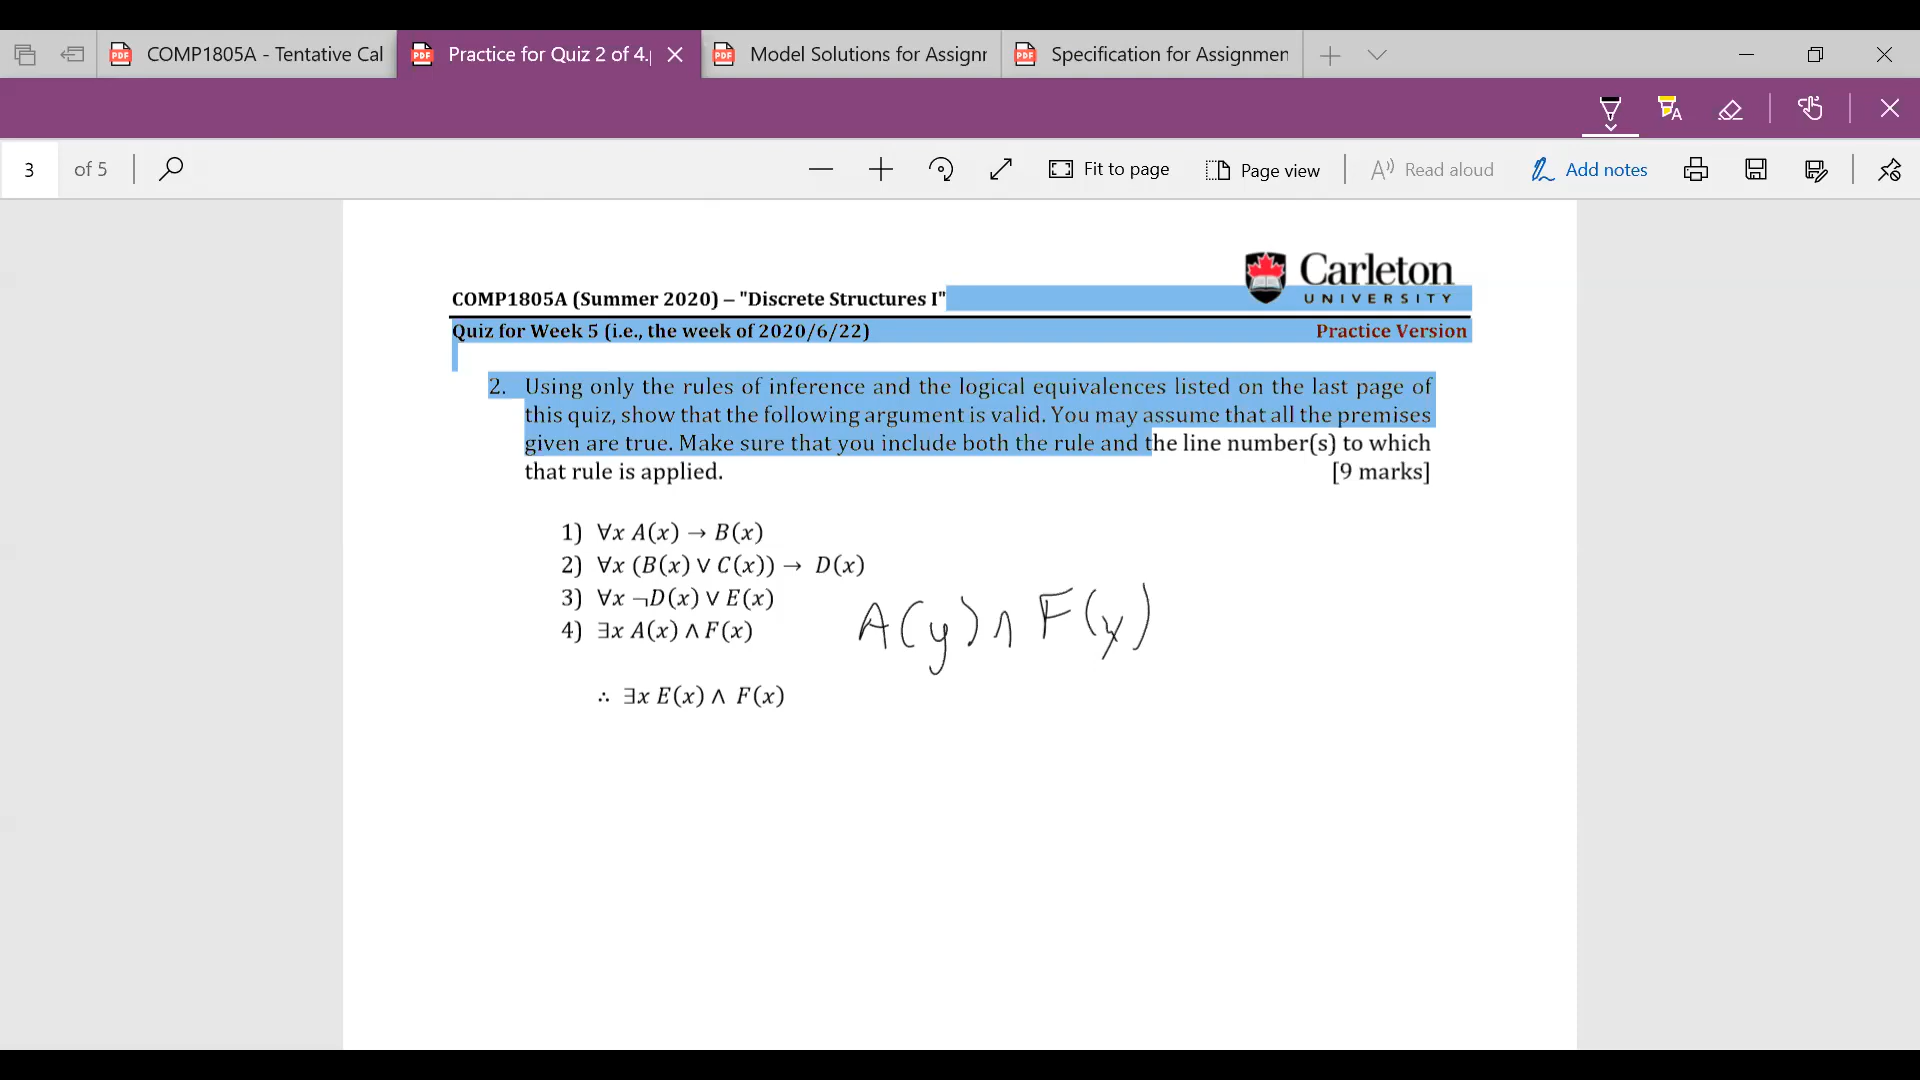 COMP1805A - Tentative Cal
Practice for Quiz 2 of 4.p
Model Solutions for Assignr
Specification for Assignmen
3 of 5
Fit to page
Page view
Read aloud
Add notes
Carleton
UNIVERSITY
COMP1805A (Summer 2020) – "Discrete Structures I"
Quiz for Week 5 (i.e., the week of 2020/6/22) Practice Version
2. Using only the rules of inference and the logical equivalences listed on the last page of
this quiz, show that the following argument is valid. You may assume that all the premises
given are true. Make sure that you include both the rule and the line number(s) to which
that rule is applied. [9 marks]
1) ∀x A(x) → B(x)
2) ∀x (B(x) ∨ C(x)) → D(x)
3) ∀x ¬D(x) ∨ E(x)
4) ∃x A(x) ∧ F(x)
A(y) ∧ F(y)
∴ ∃x E(x) ∧ F(x)